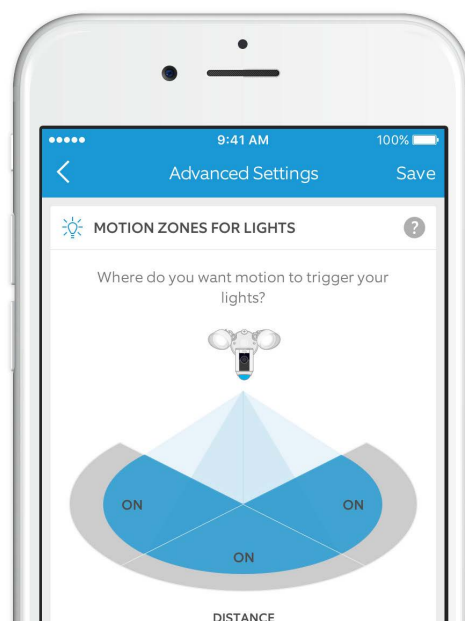 9:41 AM
100%
Advanced Settings
Save
MOTION ZONES FOR LIGHTS
?
Where do you want motion to trigger your
lights?
ON
ON
ON
DISTANCE